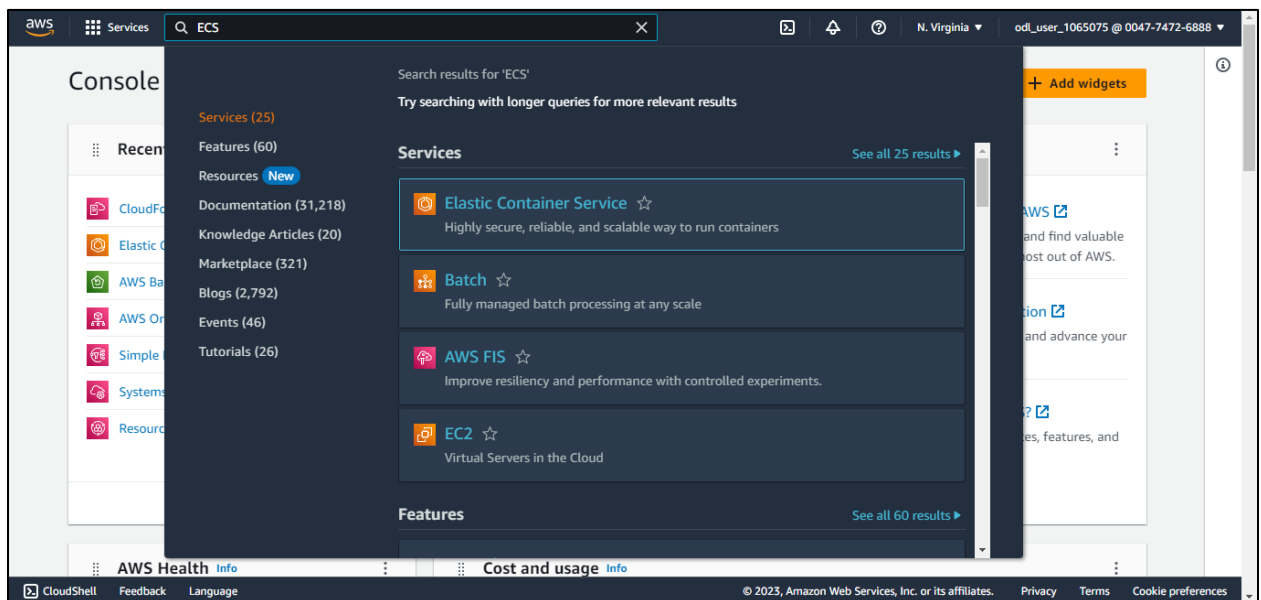 aws
Services
ECS
N. Virginia
odl_user_1065075 @ 0047-7472-6888
Console
Add widgets
Search results for 'ECS'
Try searching with longer queries for more relevant results
Services (25)
Features (60)
Resources New
Documentation (31,218)
Knowledge Articles (20)
Marketplace (321)
Blogs (2,792)
Events (46)
Tutorials (26)
Services
See all 25 results
Elastic Container Service
Highly secure, reliable, and scalable way to run containers
Batch
Fully managed batch processing at any scale
AWS FIS
Improve resiliency and performance with controlled experiments.
EC2
Virtual Servers in the Cloud
Features
See all 60 results
Recen
CloudFo
Elastic C
AWS Ba
AWS Or
Simple
Systems
Resourc
AWS
and find valuable
ost out of AWS.
tion
and advance your
s?
es, features, and
AWS Health Info
Cost and usage Info
CloudShell
Feedback
Language
© 2023, Amazon Web Services, Inc. or its affiliates.
Privacy
Terms
Cookie preferences